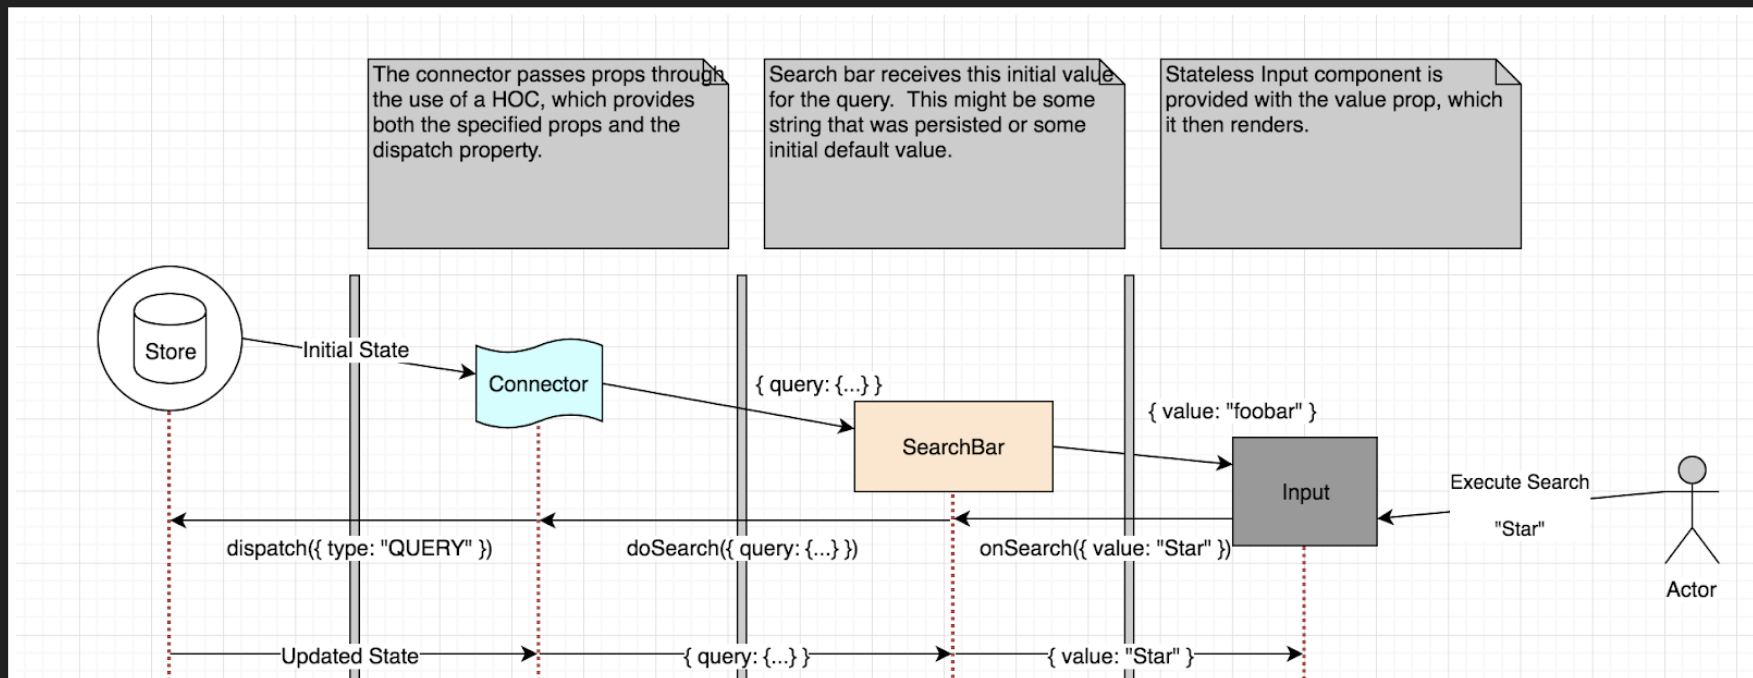 The connector passes props through
the use of a HOC, which provides
both the specified props and the
dispatch property.
Search bar receives this initial value
for the query.  This might be some
string that was persisted or some
initial default value.
Stateless Input component is
provided with the value prop, which
it then renders.
Store
Initial State
Connector
{ query: {...} }
SearchBar
{ value: "foobar" }
Input
Execute Search
"Star"
Actor
dispatch({ type: "QUERY" })
doSearch({ query: {...} })
onSearch({ value: "Star" })
Updated State
{ query: {...} }
{ value: "Star" }